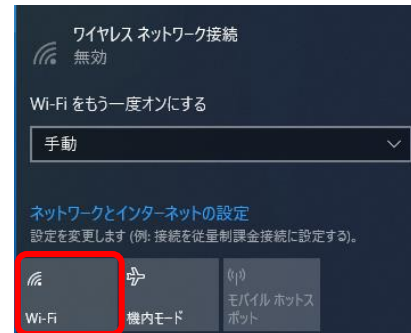 ワイヤレス ネットワーク接続
無効
Wi-Fi をもう一度オンにする
手動
ネットワークとインターネットの設定
設定を変更します (例: 接続を従量制課金接続に設定する)。
Wi-Fi
機内モード
モバイル ホットス
ポット